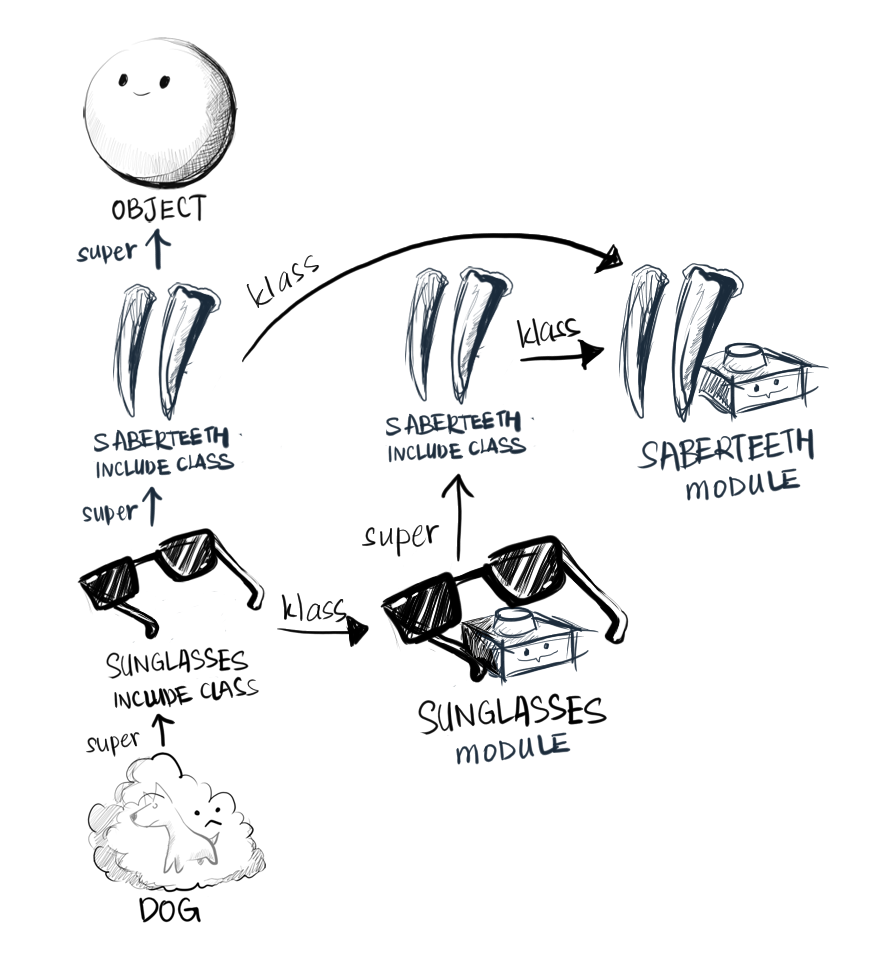 OBJECT
super
klass
klass
SABERTEETH
INCLUDE CLASS
SABERTEETH
INCLUDE CLASS
SABERTEETH
MODULE
super
super
klass
SUNGLASSES
INCLUDE CLASS
SUNGLASSES
MODULE
super
DOG